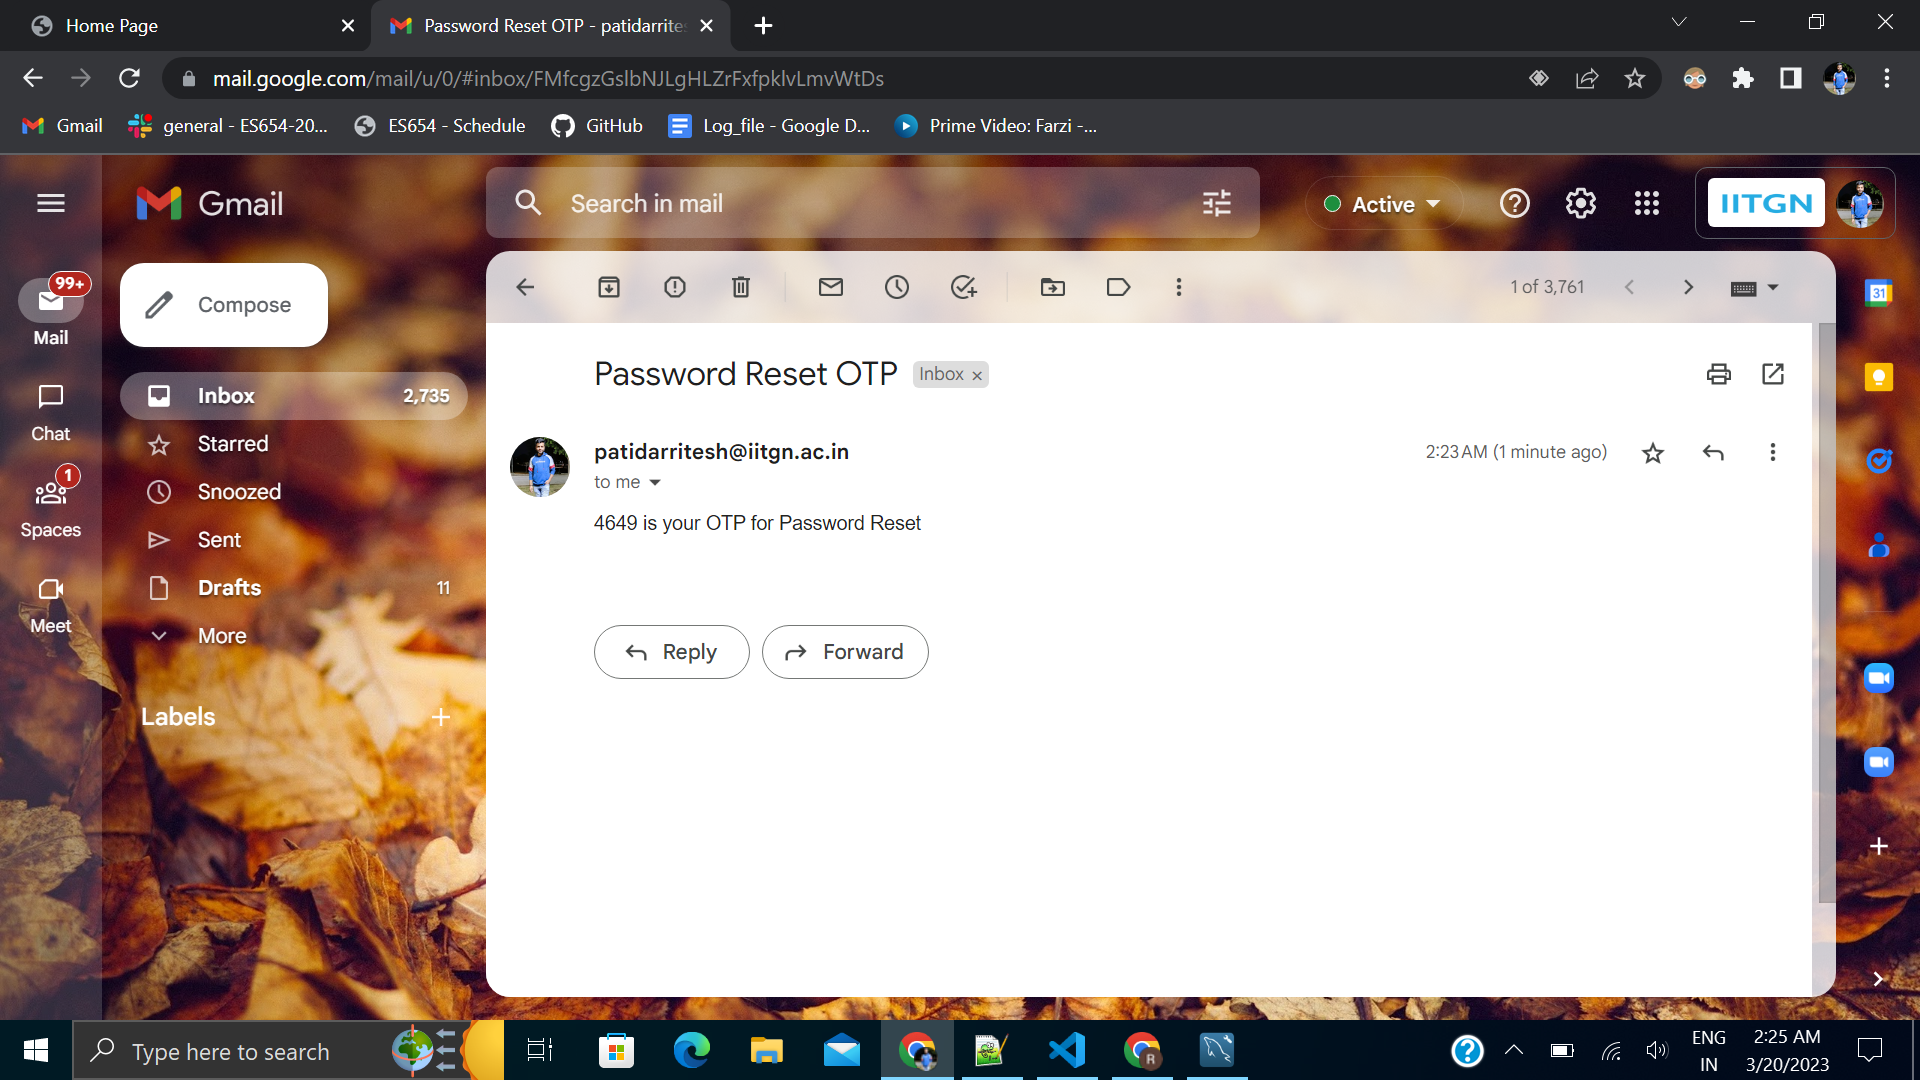 Home Page
Password Reset OTP - patidarrites
mail.google.com/mail/u/0/#inbox/FMfcgzGslbNJLgHLZrFxfpklvLmvWtDs
Gmail
general - ES654-20...
ES654 - Schedule
GitHub
Log_file - Google D...
Prime Video: Farzi -...
Gmail
Search in mail
Active
IITGN
99+
Mail
Chat
1
Spaces
Meet
Compose
Inbox 2,735
Starred
Snoozed
Sent
Drafts 11
More
Labels
1 of 3,761
31
Password Reset OTP Inbox
patidarritesh@iitgn.ac.in
2:23 AM (1 minute ago)
to me
4649 is your OTP for Password Reset
Reply
Forward
Type here to search
R
ENG
IN
2:25 AM
3/20/2023